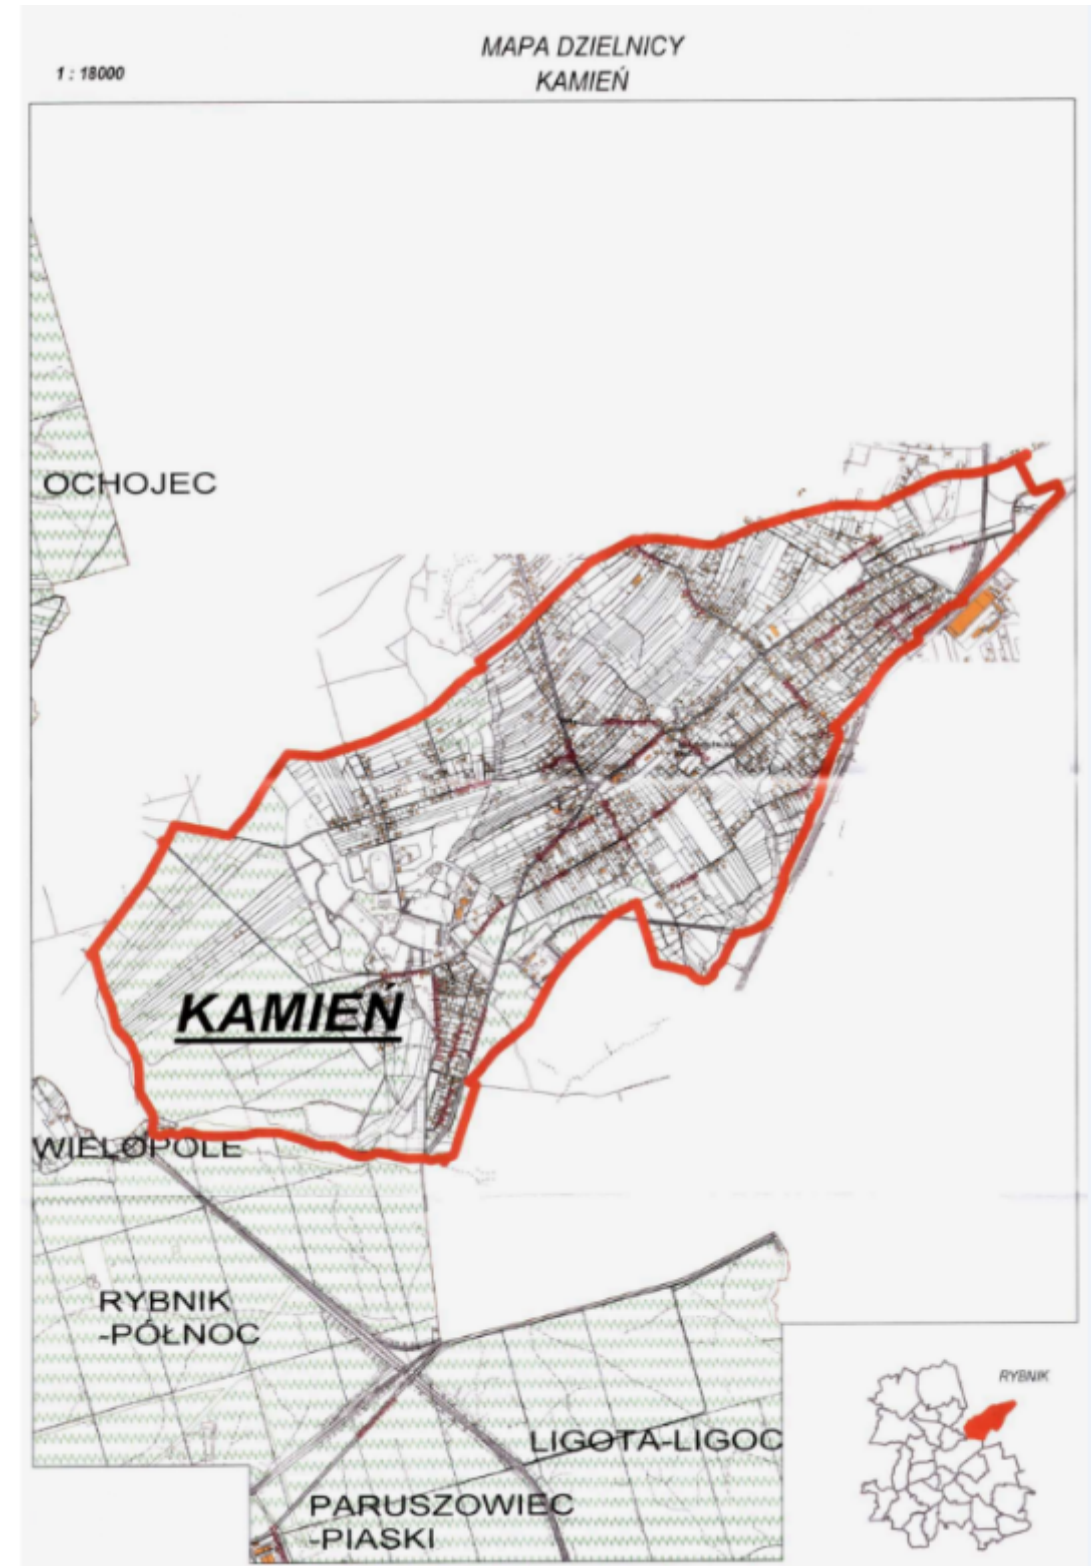 1 : 18000
MAPA DZIELNICY
KAMIEŃ
OCHOJEC
KAMIEŃ
WIELOPOLE
RYBNIK
-PÓŁNOC
RYBNIK
LIGOTA-LIGOC
PARUSZOWIEC
-PIASKI